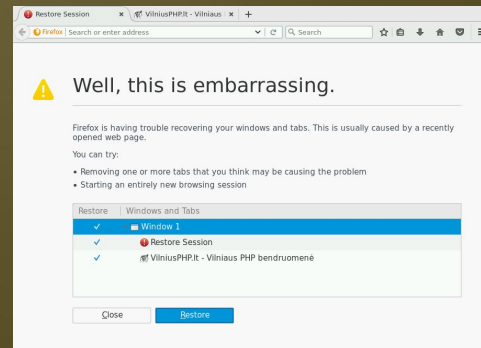 Restore Session
VilniusPHP.lt - Vilniaus
Firefox
Search or enter address
Search
Well, this is embarrassing.
Firefox is having trouble recovering your windows and tabs. This is usually caused by a recently
opened web page.
You can try:
• Removing one or more tabs that you think may be causing the problem
• Starting an entirely new browsing session
Restore
Windows and Tabs
Window 1
Restore Session
VilniusPHP.lt - Vilniaus PHP bendruomenė
Close
Restore